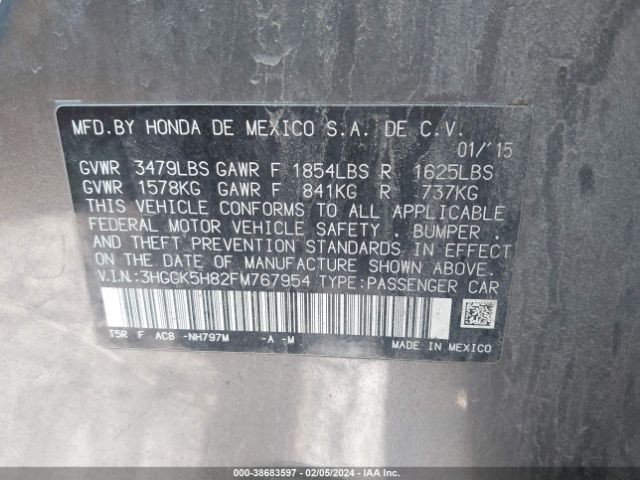 MFD.BY HONDA DE MEXICO S.A. DE C.V.
01/'15
GVWR 3479LBS GAWR F 1854LBS R 1625LBS
GVWR 1578KG GAWR F 841KG R 737KG
THIS VEHICLE CONFORMS TO ALL APPLICABLE
FEDERAL MOTOR VEHICLE SAFETY , BUMPER ,
AND THEFT PREVENTION STANDARDS IN EFFECT
ON THE DATE OF MANUFACTURE SHOWN ABOVE.
V.I.N.:3HGGK5H82FM767954 TYPE:PASSENGER CAR
T5R F AC8 -NH797M -A -M
MADE IN MEXICO
000-38683597 - 02/05/2024 - IAA Inc.